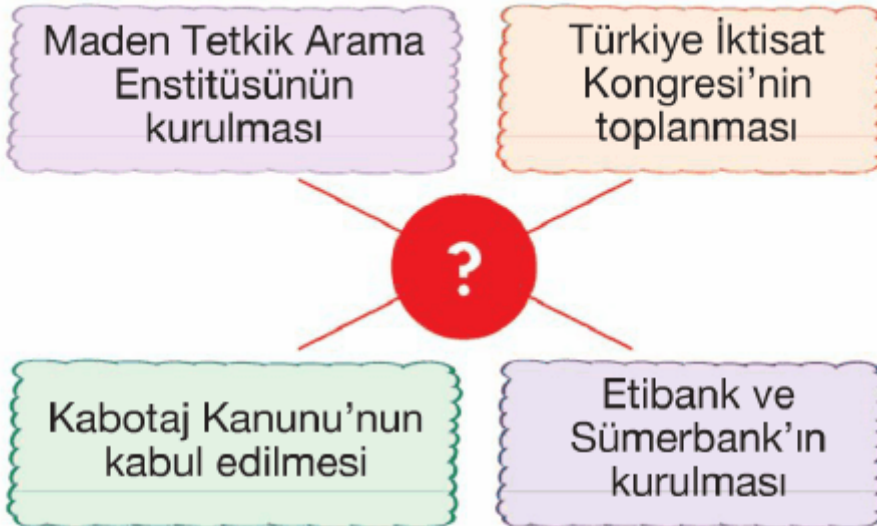 Maden Tetkik Arama
Enstitüsünün
kurulması
Türkiye İktisat
Kongresi’nin
toplanması
?
Kabotaj Kanunu’nun
kabul edilmesi
Etibank ve
Sümerbank’ın
kurulması